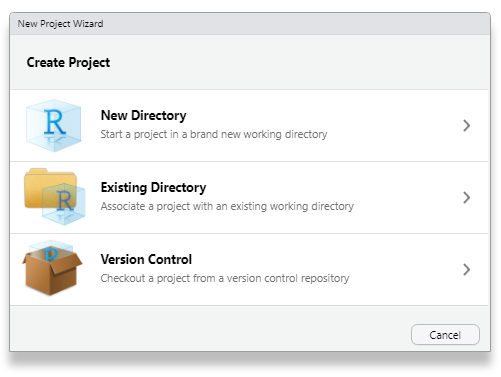 New Project Wizard
Create Project
R
New Directory
Start a project in a brand new working directory
R
Existing Directory
Associate a project with an existing working directory
Version Control
Checkout a project from a version control repository
Cancel